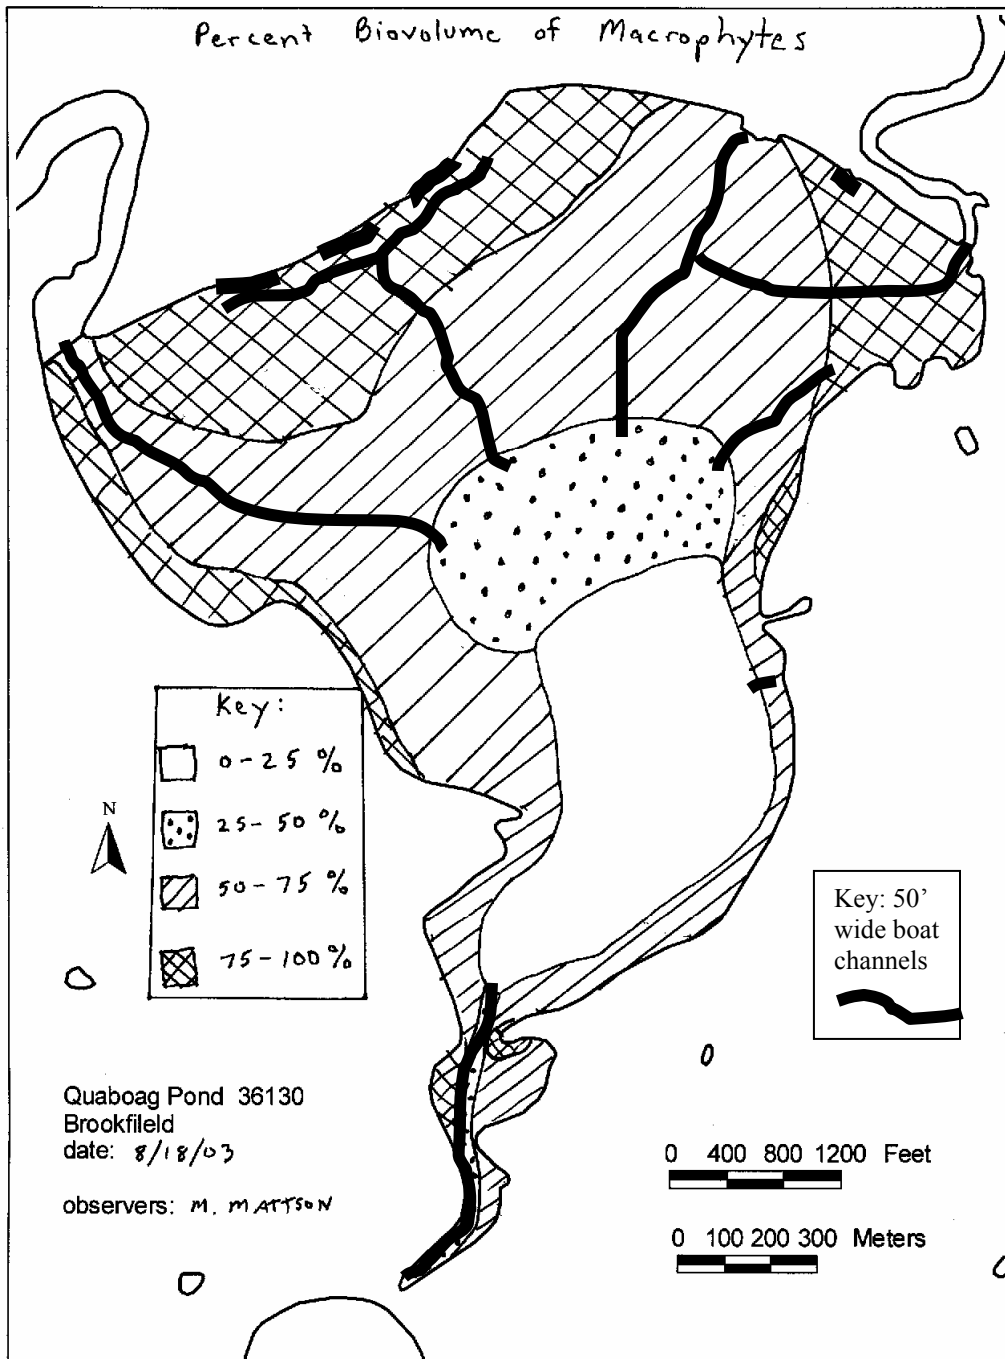 Percent Biovolume of Macrophytes
Key:
0-25 %
25-50 %
50-75 %
75-100 %
N
Key: 50’
wide boat
channels
Quaboag Pond 36130
Brookfileld
date: 8/18/03
observers: M. MATTSON
0 400 800 1200 Feet
0 100 200 300 Meters